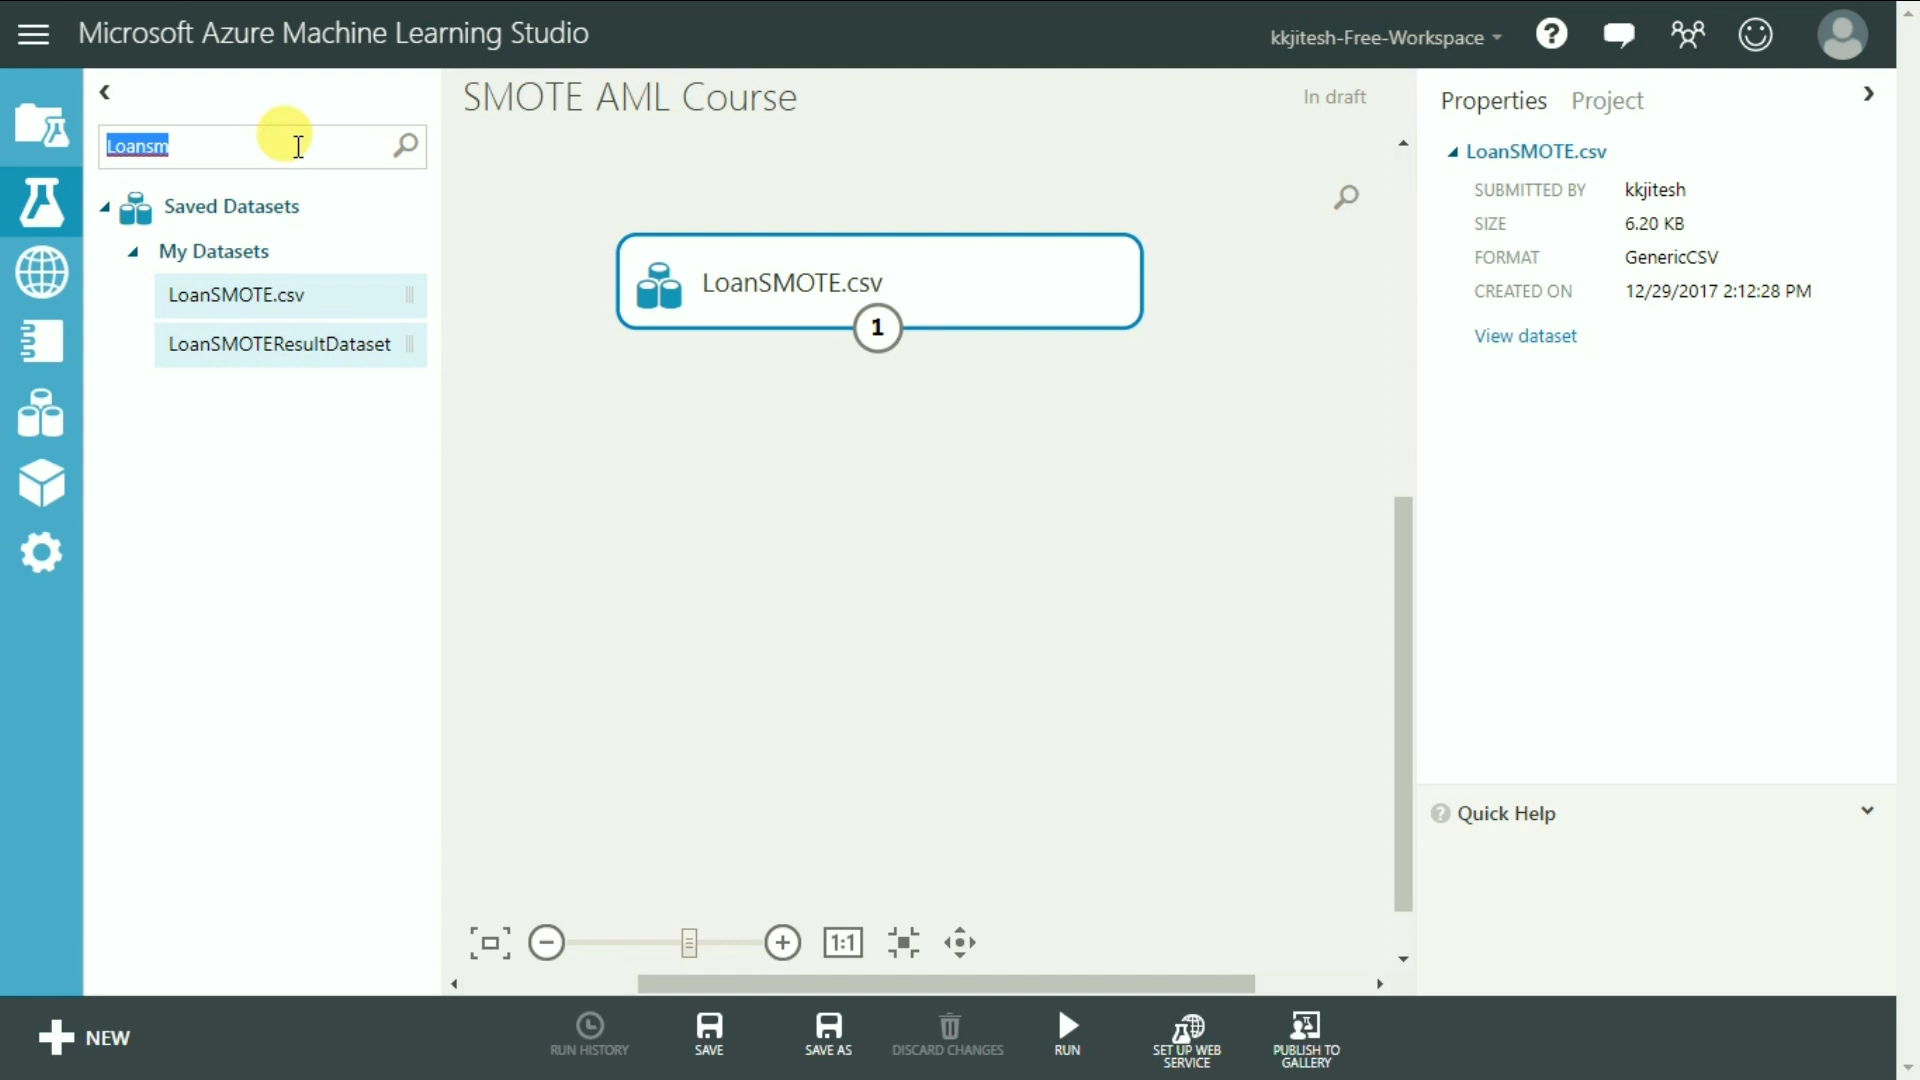 Microsoft Azure Machine Learning Studio
kkjitesh-Free-Workspace
Loansm
Saved Datasets
My Datasets
LoanSMOTE.csv
LoanSMOTEResultDataset
SMOTE AML Course
In draft
LoanSMOTE.csv
1
1:1
Properties
Project
LoanSMOTE.csv
SUBMITTED BY kkjitesh
SIZE 6.20 KB
FORMAT GenericCSV
CREATED ON 12/29/2017 2:12:28 PM
View dataset
? Quick Help
NEW
RUN HISTORY
SAVE
SAVE AS
DISCARD CHANGES
RUN
SET UP WEB
SERVICE
PUBLISH TO
GALLERY